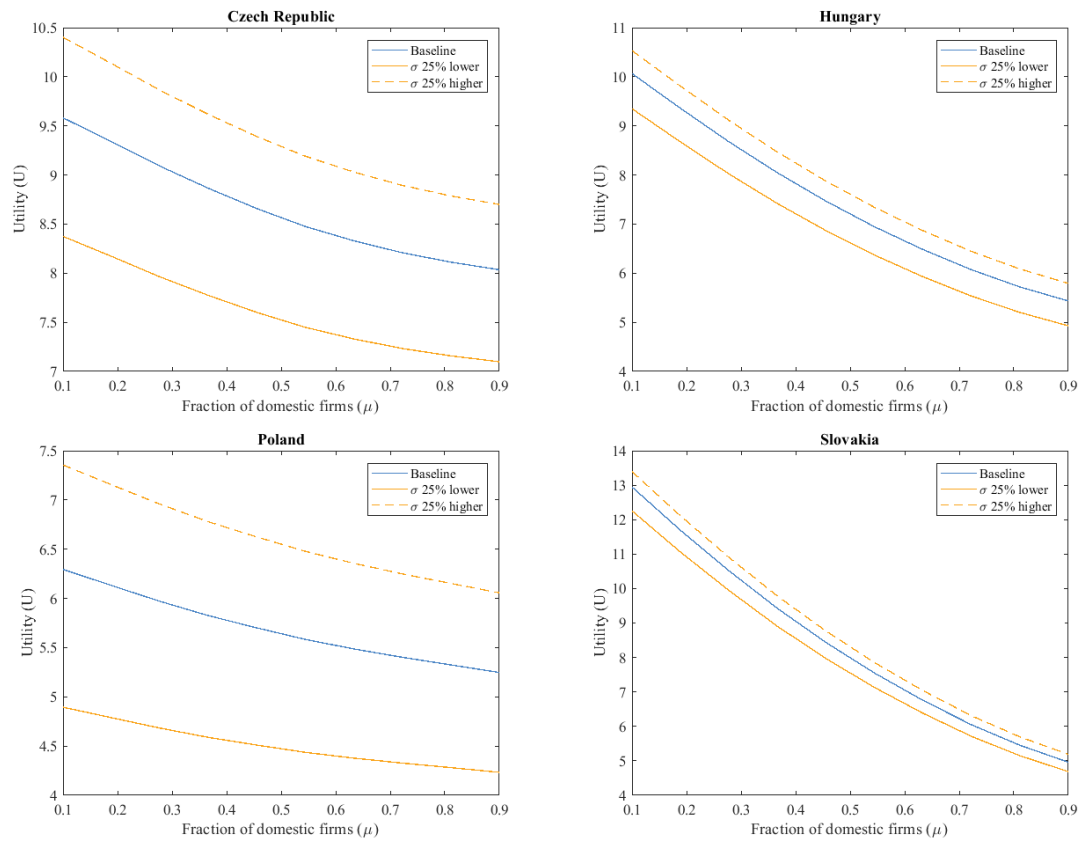 Czech Republic
10.5
10
9.5
9
8.5
8
7.5
7
Utility (U)
0.1 0.2 0.3 0.4 0.5 0.6 0.7 0.8 0.9
Fraction of domestic firms (μ)
Baseline
σ 25% lower
σ 25% higher
Hungary
11
10
9
8
7
6
5
4
Utility (U)
0.1 0.2 0.3 0.4 0.5 0.6 0.7 0.8 0.9
Fraction of domestic firms (μ)
Baseline
σ 25% lower
σ 25% higher
Poland
7.5
7
6.5
6
5.5
5
4.5
4
Utility (U)
0.1 0.2 0.3 0.4 0.5 0.6 0.7 0.8 0.9
Fraction of domestic firms (μ)
Baseline
σ 25% lower
σ 25% higher
Slovakia
14
13
12
11
10
9
8
7
6
5
4
Utility (U)
0.1 0.2 0.3 0.4 0.5 0.6 0.7 0.8 0.9
Fraction of domestic firms (μ)
Baseline
σ 25% lower
σ 25% higher